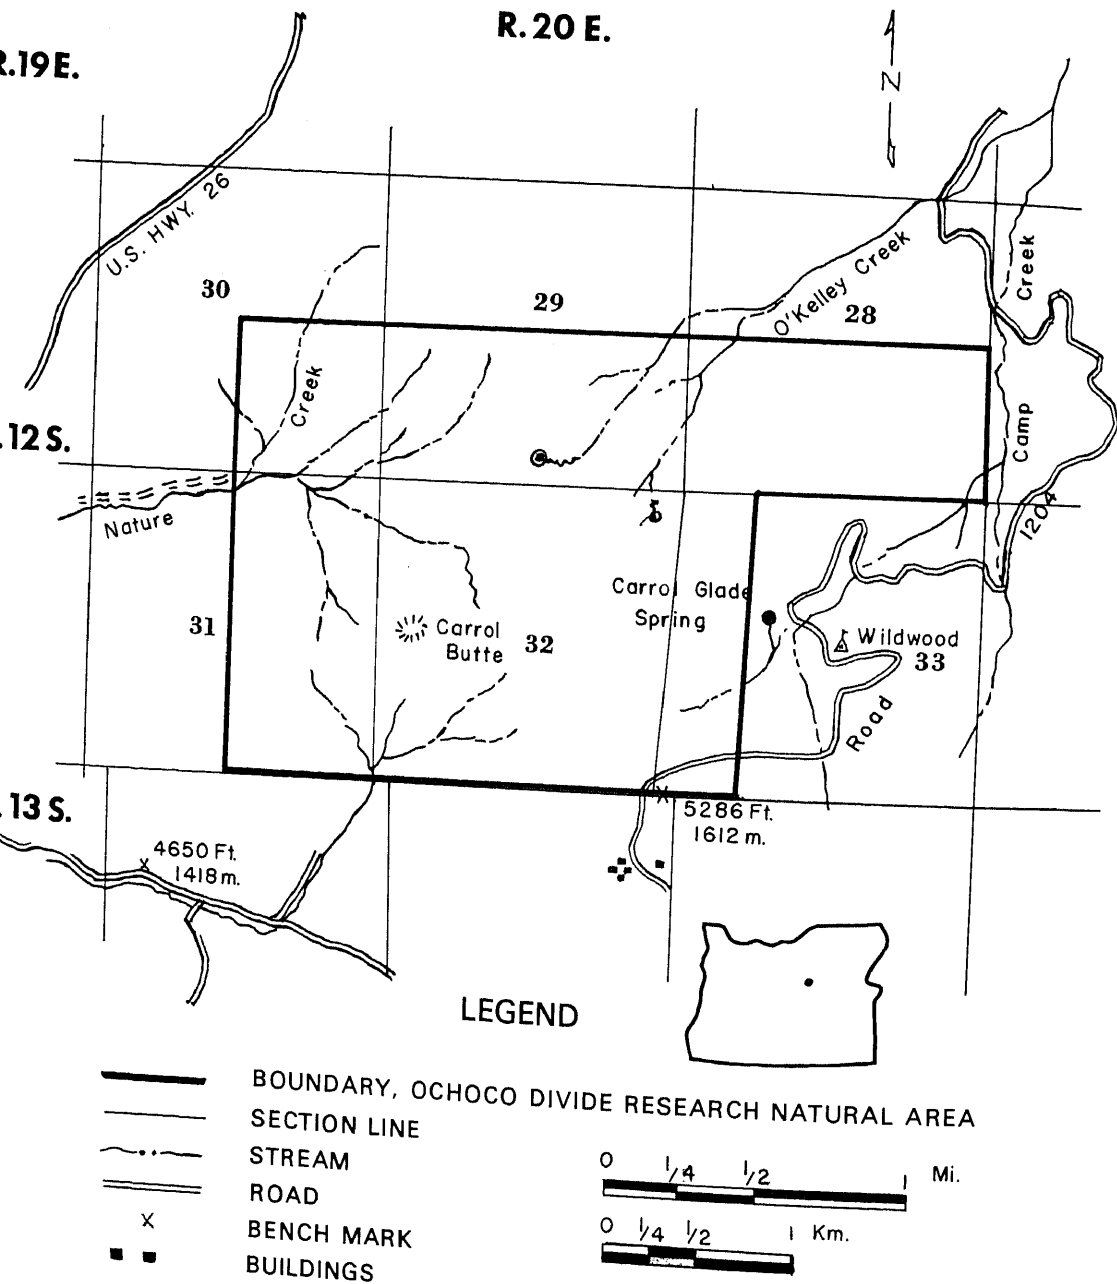 R. 20 E.
R. 19 E.
N
U.S. HWY. 26
30
29
28
O'Kelley Creek
Creek
Creek
Camp
. 12 S.
Nature
1204
Carrol Glade
Spring
31
Carrol
Butte
32
Wildwood
33
Road
. 13 S.
5286 Ft.
1612 m.
4650 Ft.
1418 m.
LEGEND
BOUNDARY, OCHOCO DIVIDE RESEARCH NATURAL AREA
SECTION LINE
STREAM
ROAD
BENCH MARK
BUILDINGS
0 1/4 1/2 1 Mi.
0 1/4 1/2 1 Km.